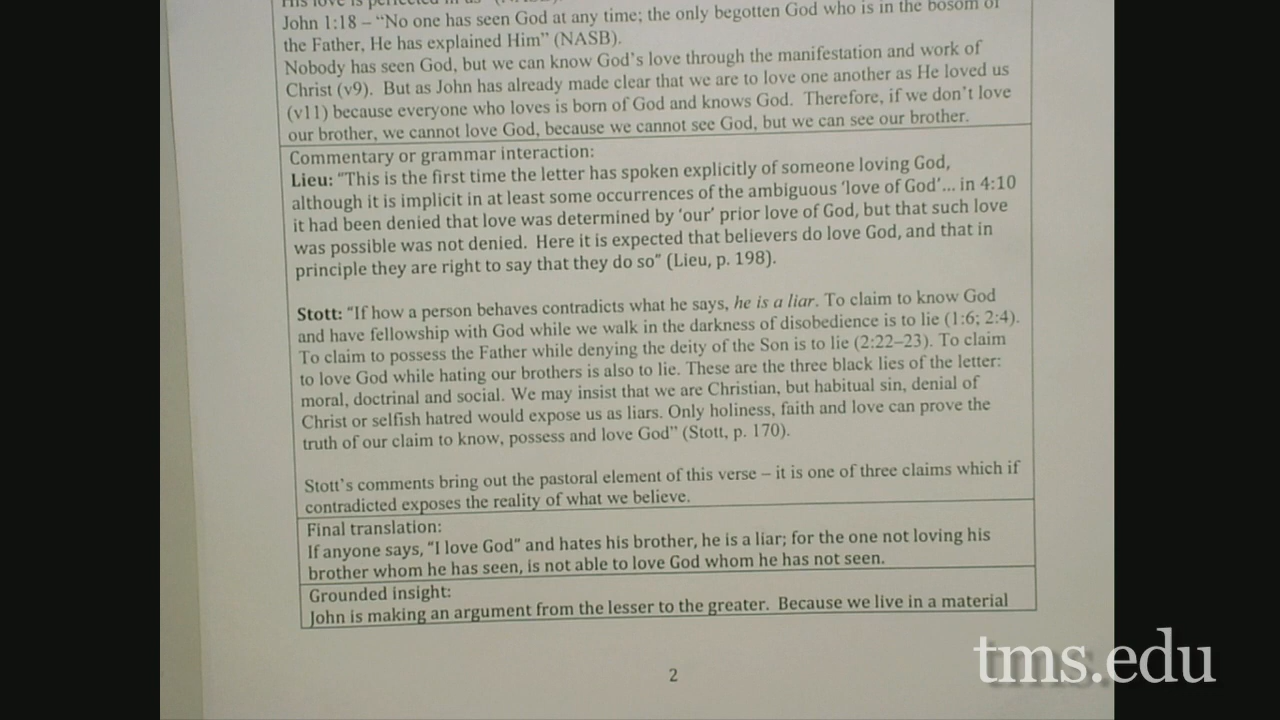 His love is perfected in us" (NASB).
John 1:18 – "No one has seen God at any time; the only begotten God who is in the bosom of
the Father, He has explained Him" (NASB).
Nobody has seen God, but we can know God's love through the manifestation and work of
Christ (v9). But as John has already made clear that we are to love one another as He loved us
(v11) because everyone who loves is born of God and knows God. Therefore, if we don't love
our brother, we cannot love God, because we cannot see God, but we can see our brother.
Commentary or grammar interaction:
Lieu: "This is the first time the letter has spoken explicitly of someone loving God,
although it is implicit in at least some occurrences of the ambiguous 'love of God'... in 4:10
it had been denied that love was determined by 'our' prior love of God, but that such love
was possible was not denied. Here it is expected that believers do love God, and that in
principle they are right to say that they do so" (Lieu, p. 198).
Stott: "If how a person behaves contradicts what he says, he is a liar. To claim to know God
and have fellowship with God while we walk in the darkness of disobedience is to lie (1:6; 2:4).
To claim to possess the Father while denying the deity of the Son is to lie (2:22–23). To claim
to love God while hating our brothers is also to lie. These are the three black lies of the letter:
moral, doctrinal and social. We may insist that we are Christian, but habitual sin, denial of
Christ or selfish hatred would expose us as liars. Only holiness, faith and love can prove the
truth of our claim to know, possess and love God" (Stott, p. 170).
Stott's comments bring out the pastoral element of this verse – it is one of three claims which if
contradicted exposes the reality of what we believe.
Final translation:
If anyone says, "I love God" and hates his brother, he is a liar; for the one not loving his
brother whom he has seen, is not able to love God whom he has not seen.
Grounded insight:
John is making an argument from the lesser to the greater. Because we live in a material
2
tms.edu